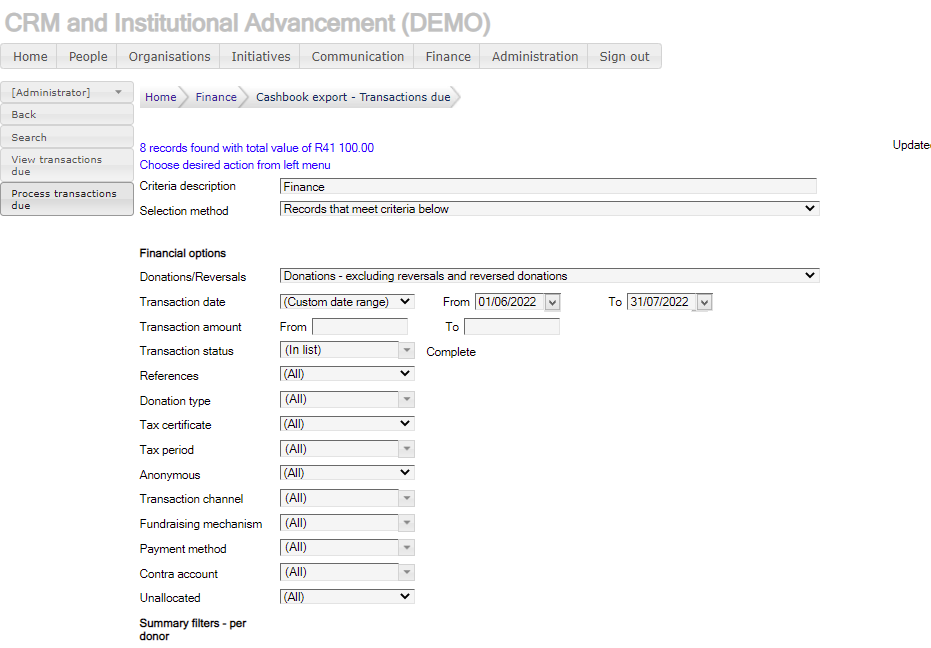 CRM and Institutional Advancement (DEMO)
Home People Organisations Initiatives Communication Finance Administration Sign out
[Administrator]
Back
Search
View transactions
due
Process transactions
due
Home Finance Cashbook export - Transactions due
8 records found with total value of R41 100.00
Update
Choose desired action from left menu
Criteria description Finance
Selection method Records that meet criteria below
Financial options
Donations/Reversals Donations - excluding reversals and reversed donations
Transaction date (Custom date range) From 01/06/2022 To 31/07/2022
Transaction amount From To
Transaction status (In list) Complete
References (All)
Donation type (All)
Tax certificate (All)
Tax period (All)
Anonymous (All)
Transaction channel (All)
Fundraising mechanism (All)
Payment method (All)
Contra account (All)
Unallocated (All)
Summary filters - per
donor